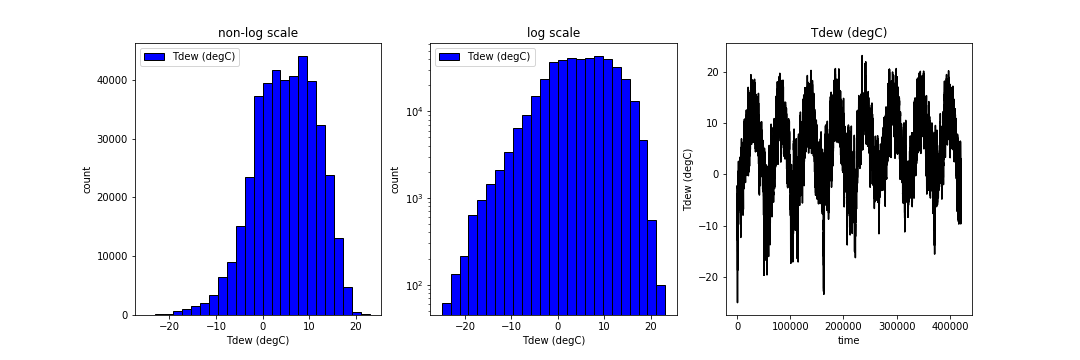 non-log scale
Tdew (degC)
count
40000
30000
20000
10000
0
−20
−10
0
10
20
Tdew (degC)
log scale
Tdew (degC)
count
10⁴
10³
10²
−20
−10
0
10
20
Tdew (degC)
Tdew (degC)
Tdew (degC)
20
10
0
−10
−20
0
100000
200000
300000
400000
time